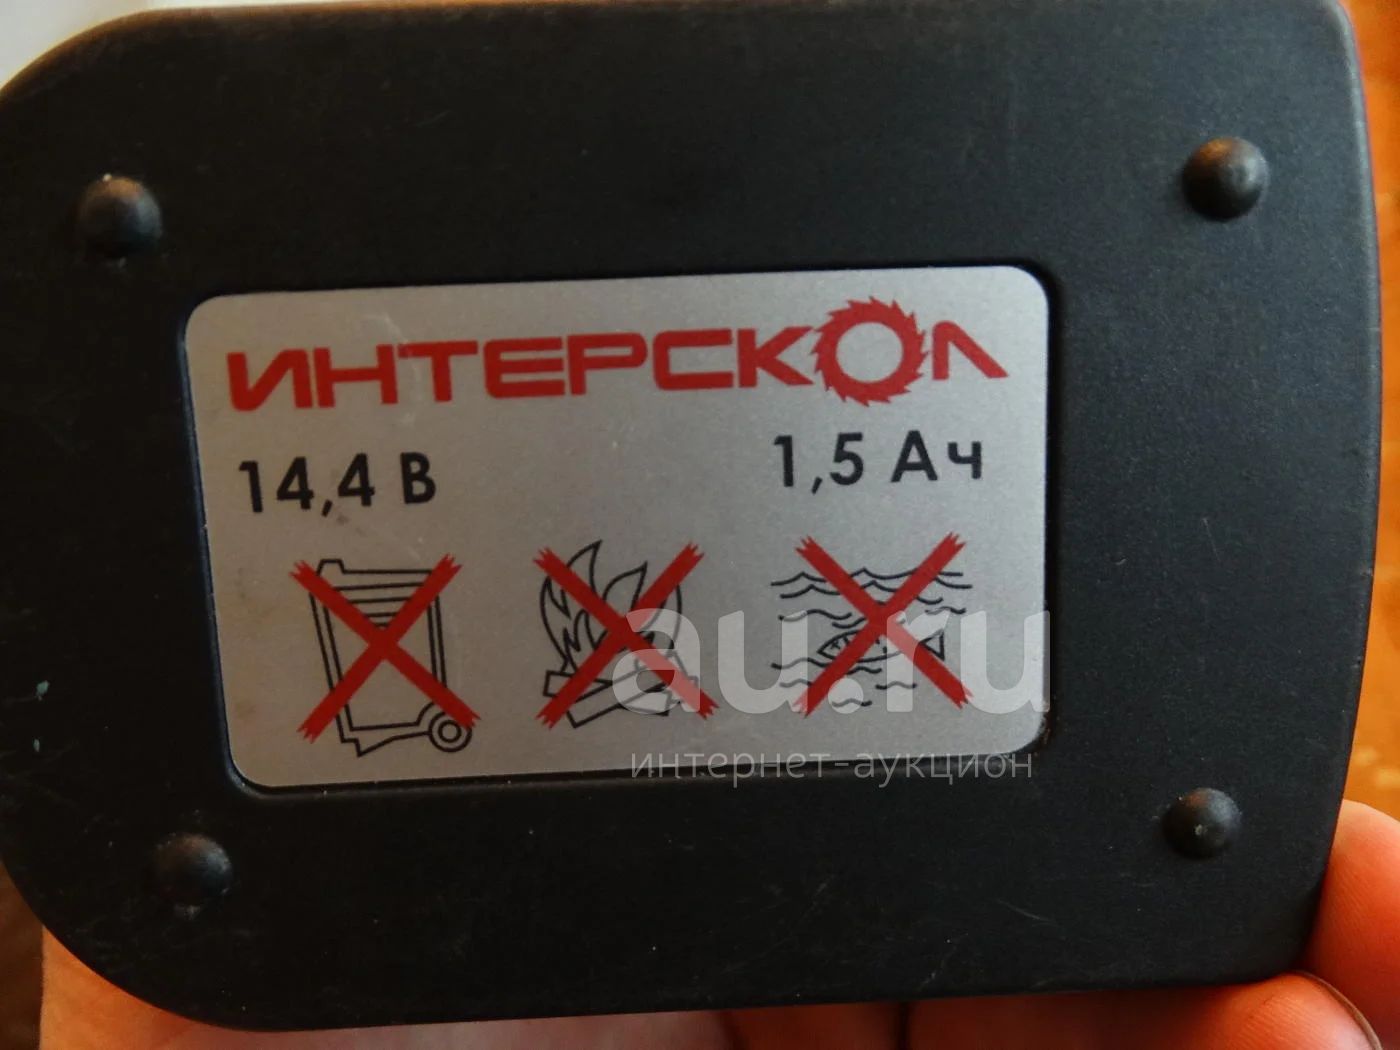 ИНТЕРСКОЛ
14,4 В 1,5 Ач
au.ru
интернет-аукцион